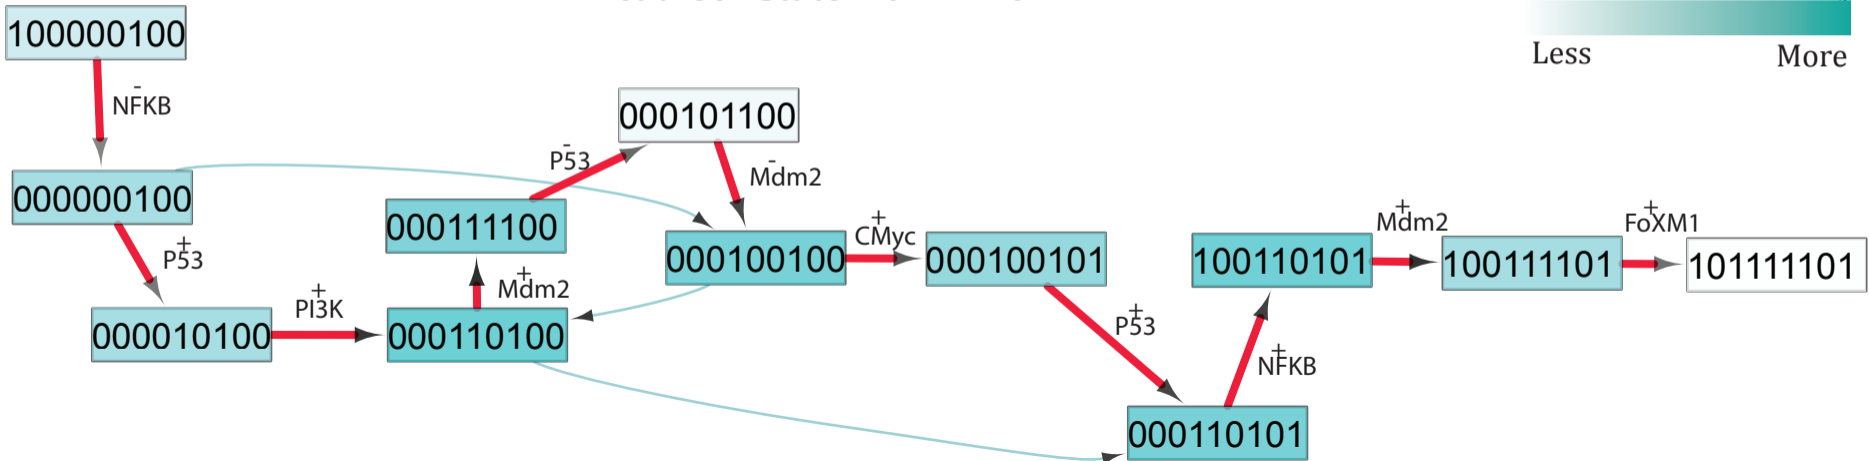 100000100
Less
More
-
NFKB
000101100
-
P53
-
Mdm2
000000100
000111100
+
P53
+
CMyc
000100100
000100101
100110101
+
Mdm2
100111101
+
FoXM1
101111101
+
PI3K
+
Mdm2
000010100
000110100
+
P53
+
NFKB
000110101